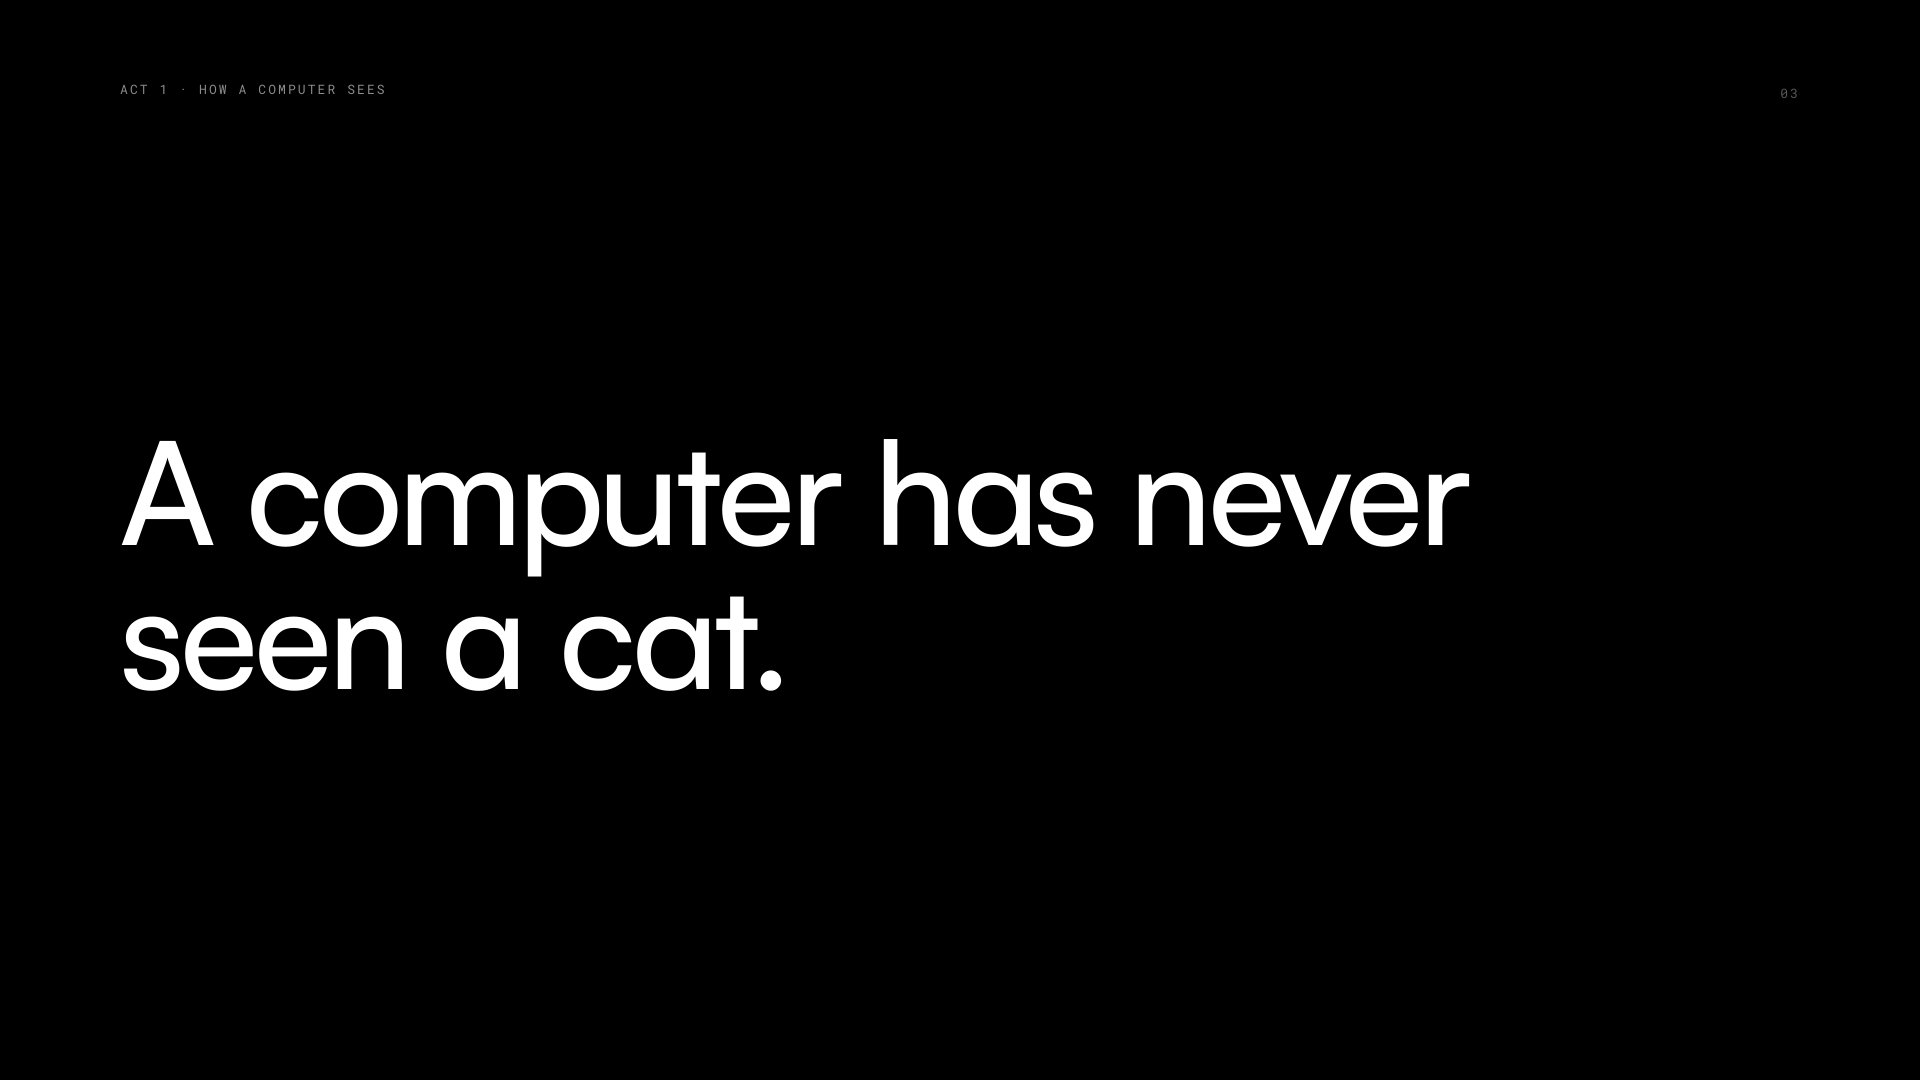 ACT 1 · HOW A COMPUTER SEES
03
A computer has never
seen a cat.